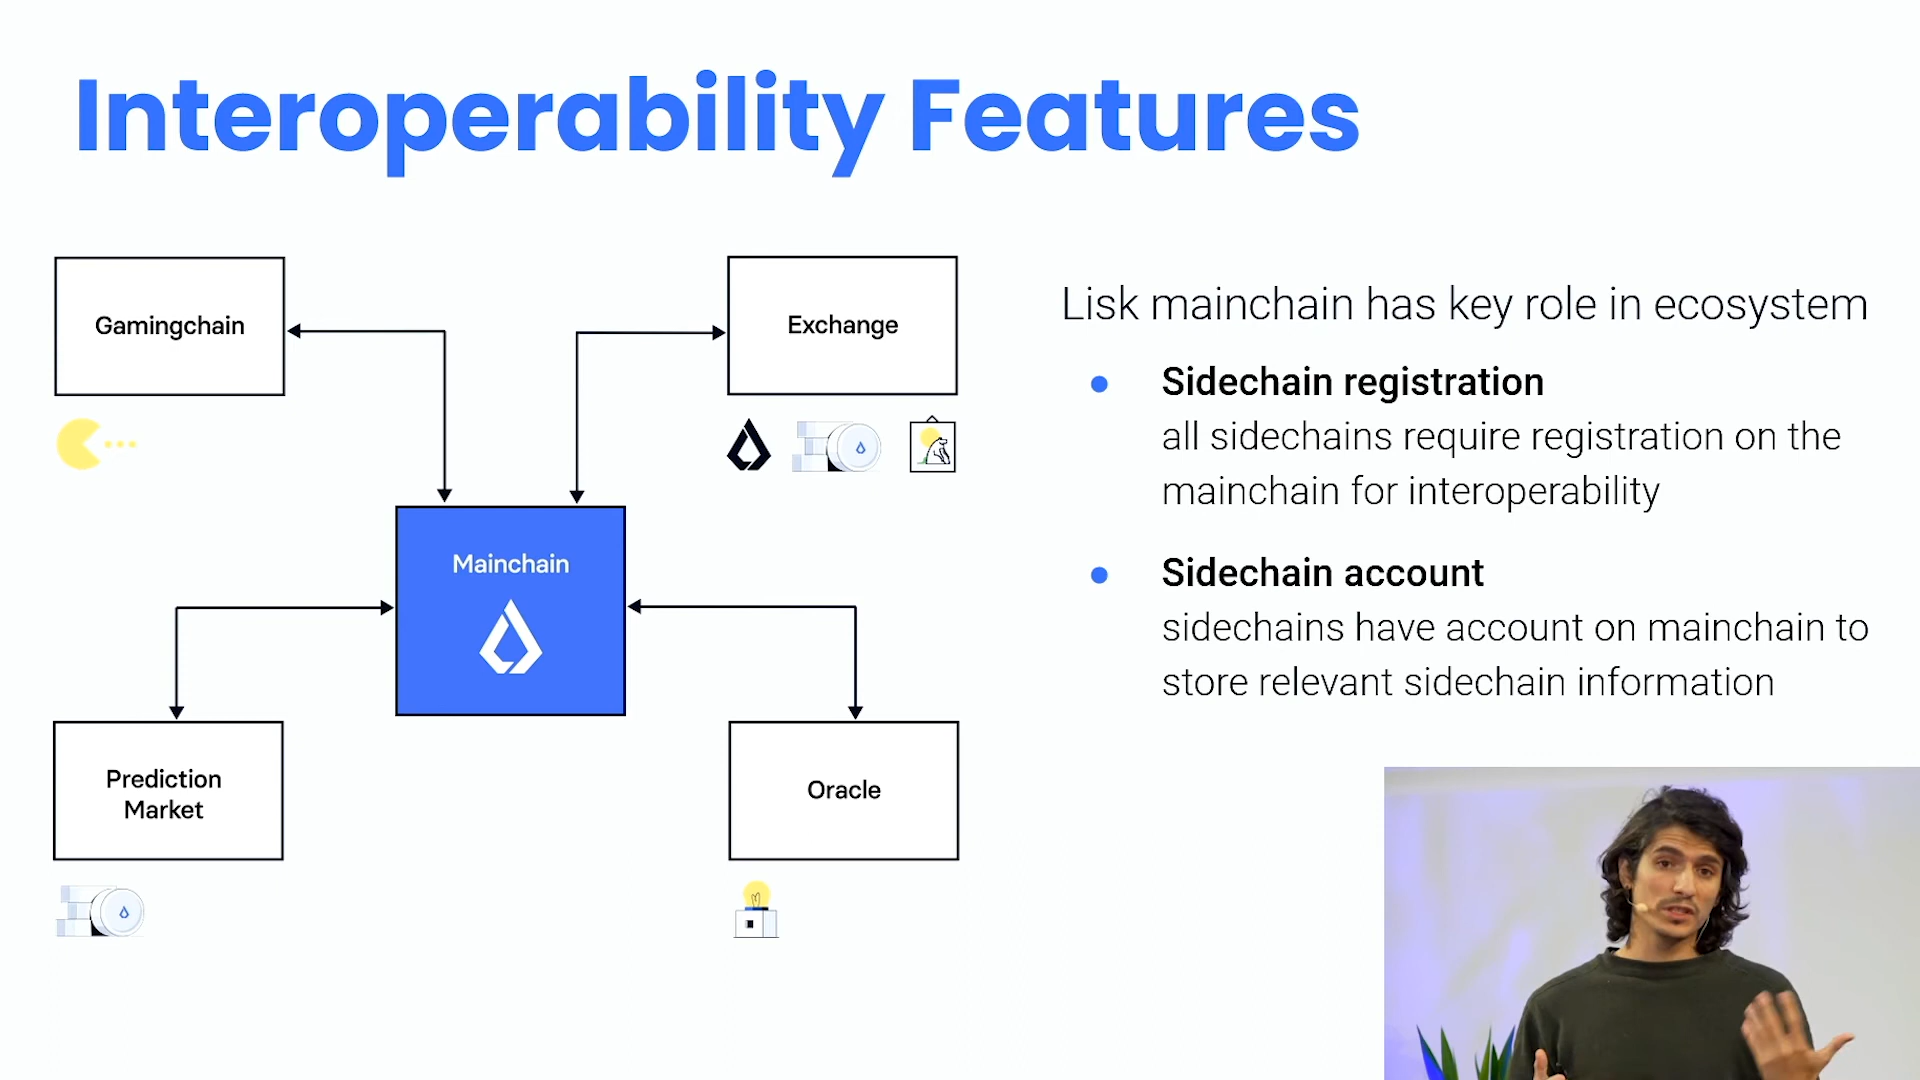 Interoperability Features
Gamingchain
Exchange
Mainchain
Prediction
Market
Oracle
Lisk mainchain has key role in ecosystem
Sidechain registration
all sidechains require registration on the
mainchain for interoperability
Sidechain account
sidechains have account on mainchain to
store relevant sidechain information